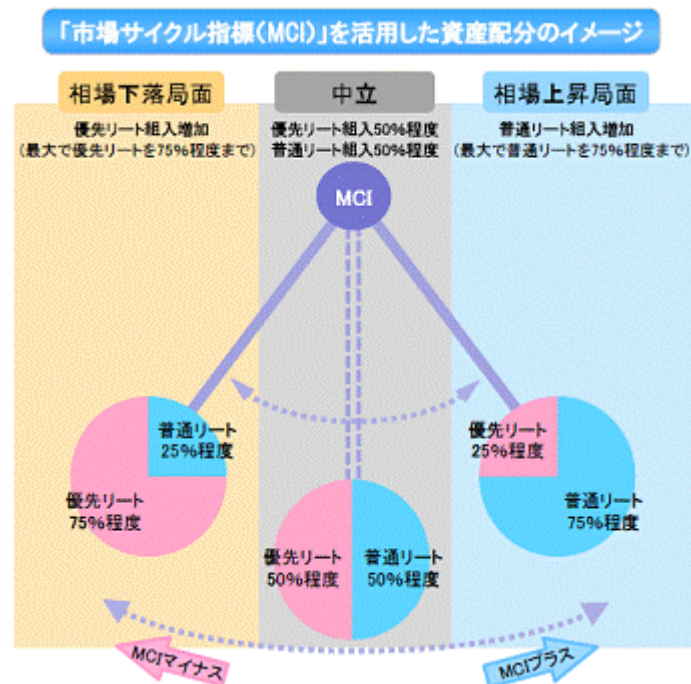 「市場サイクル指標(MCI)」を活用した資産配分のイメージ
相場下落局面
優先リート組入増加
(最大で優先リートを75%程度まで)
中立
優先リート組入50%程度
普通リート組入50%程度
相場上昇局面
普通リート組入増加
(最大で普通リートを75%程度まで)
MCI
普通リート
25%程度
優先リート
75%程度
優先リート
50%程度
普通リート
50%程度
優先リート
25%程度
普通リート
75%程度
MCIマイナス
MCIプラス